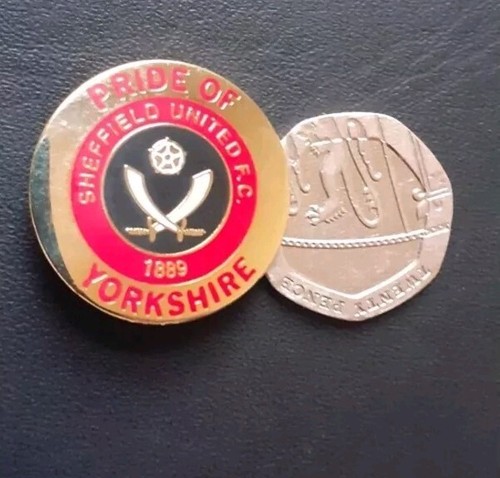 PRIDE OF
SHEFFIELD UNITED F.C.
1889
YORKSHIRE
TWENTY PENCE